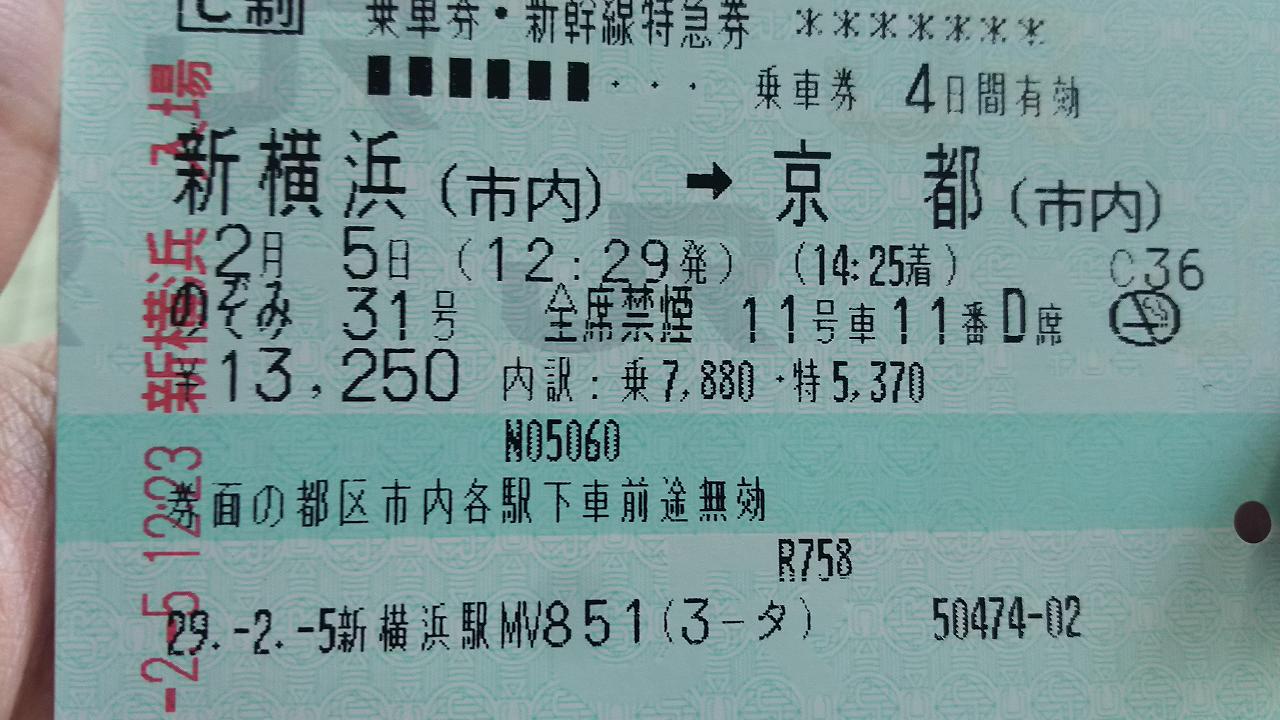 C制 乗車券・新幹線特急券 *******
■■■■■■・・・ 乗車券 4日間有効
新横浜(市内) ➡ 京都(市内)
2月 5日 (12:29発) (14:25着) C36
のぞみ 31号 全席禁煙 11号車11番D席
¥13,250 内訳:乗7,880・特5,370
N05060
券面の都区市内各駅下車前途無効
R758
29.-2.-5新横浜駅MV851(3-タ) 50474-02
-2.-5 12:23 新横浜 入場